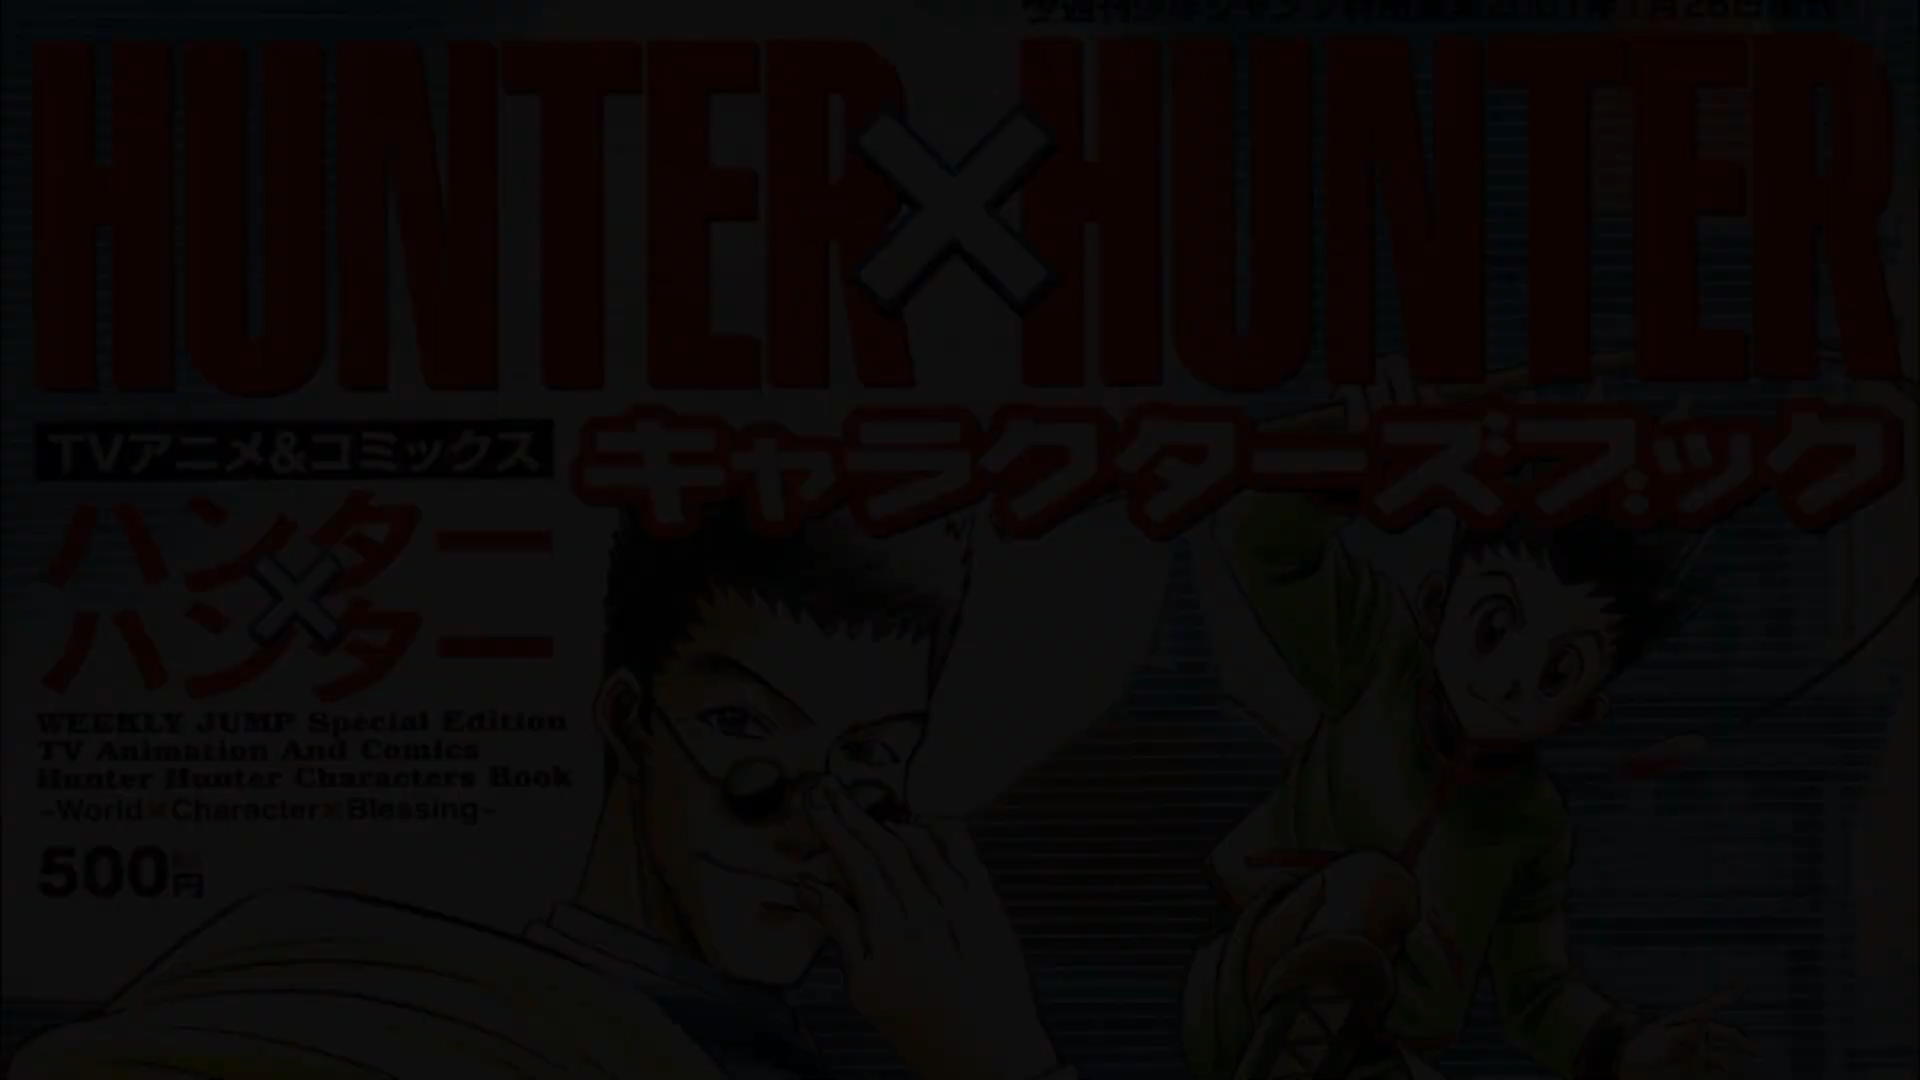 HUNTER×HUNTER
TVアニメ&コミックス
キャラクターズブック
ハンター
×
ハンター
WEEKLY JUMP Special Edition
TV Animation And Comics
Hunter Hunter Characters Book
~World×Character×Blessing~
500円